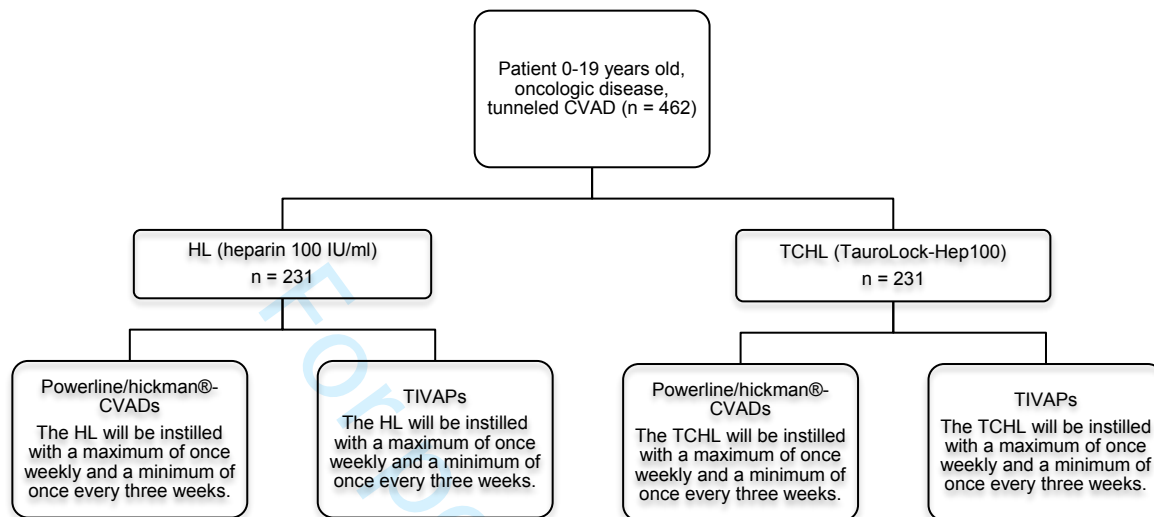 Patient 0-19 years old,
oncologic disease,
tunneled CVAD (n = 462)
HL (heparin 100 IU/ml)
n = 231
TCHL (TauroLock-Hep100)
n = 231
Powerline/hickman®-
CVADs
The HL will be instilled
with a maximum of once
weekly and a minimum of
once every three weeks.
TIVAPs
The HL will be instilled
with a maximum of once
weekly and a minimum of
once every three weeks.
Powerline/hickman®-
CVADs
The TCHL will be instilled
with a maximum of once
weekly and a minimum of
once every three weeks.
TIVAPs
The TCHL will be instilled
with a maximum of once
weekly and a minimum of
once every three weeks.
For